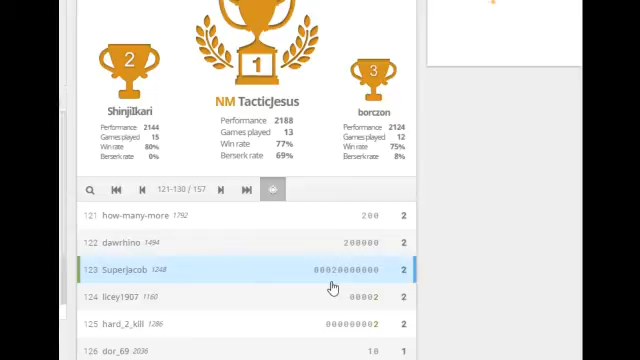 2
1
3
ShinjiIkari
NM TacticJesus
borczon
Performance 2144
Games played 15
Win rate 80%
Berserk rate 0%
Performance 2188
Games played 13
Win rate 77%
Berserk rate 69%
Performance 2124
Games played 12
Win rate 75%
Berserk rate 8%
121-130 / 157
121 how-many-more 1792 200 2
122 dawrhino 1494 200000 2
123 Superjacob 1248 00020000000 2
124 licey1907 1160 00002 2
125 hard_2_kill 1286 000000002 2
126 dor_69 2036 10 1